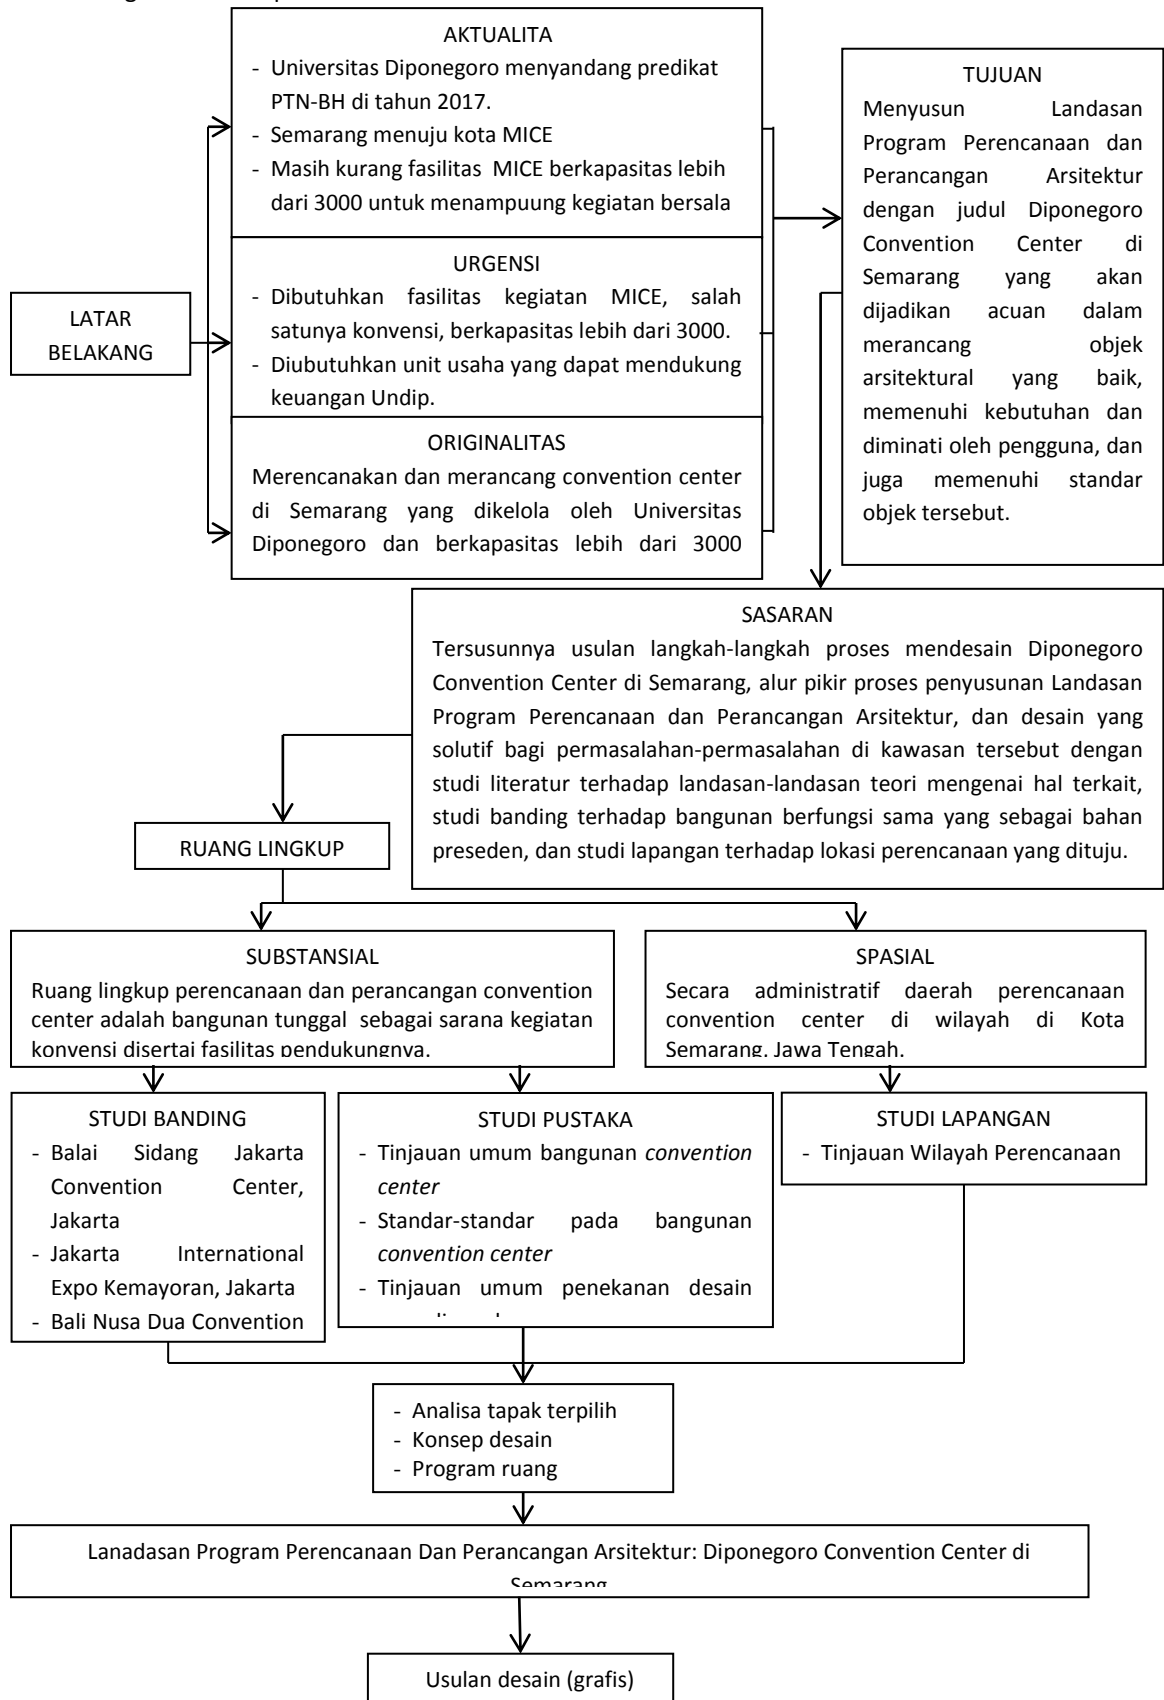 AKTUALITA
- Universitas Diponegoro menyandang predikat
PTN-BH di tahun 2017.
- Semarang menuju kota MICE
- Masih kurang fasilitas MICE berkapasitas lebih
dari 3000 untuk menampuung kegiatan bersala
URGENSI
- Dibutuhkan fasilitas kegiatan MICE, salah
satunya konvensi, berkapasitas lebih dari 3000.
- Diubutuhkan unit usaha yang dapat mendukung
keuangan Undip.
ORIGINALITAS
Merencanakan dan merancang convention center
di Semarang yang dikelola oleh Universitas
Diponegoro dan berkapasitas lebih dari 3000
LATAR
BELAKANG
TUJUAN
Menyusun Landasan
Program Perencanaan dan
Perancangan Arsitektur
dengan judul Diponegoro
Convention Center di
Semarang yang akan
dijadikan acuan dalam
merancang objek
arsitektural yang baik,
memenuhi kebutuhan dan
diminati oleh pengguna, dan
juga memenuhi standar
objek tersebut.
SASARAN
Tersusunnya usulan langkah-langkah proses mendesain Diponegoro
Convention Center di Semarang, alur pikir proses penyusunan Landasan
Program Perencanaan dan Perancangan Arsitektur, dan desain yang
solutif bagi permasalahan-permasalahan di kawasan tersebut dengan
studi literatur terhadap landasan-landasan teori mengenai hal terkait,
studi banding terhadap bangunan berfungsi sama yang sebagai bahan
preseden, dan studi lapangan terhadap lokasi perencanaan yang dituju.
RUANG LINGKUP
SUBSTANSIAL
Ruang lingkup perencanaan dan perancangan convention
center adalah bangunan tunggal sebagai sarana kegiatan
konvensi disertai fasilitas pendukungnya.
SPASIAL
Secara administratif daerah perencanaan
convention center di wilayah di Kota
Semarang, Jawa Tengah.
STUDI BANDING
- Balai Sidang Jakarta
Convention Center,
Jakarta
- Jakarta International
Expo Kemayoran, Jakarta
- Bali Nusa Dua Convention
STUDI PUSTAKA
- Tinjauan umum bangunan convention
center
- Standar-standar pada bangunan
convention center
- Tinjauan umum penekanan desain
STUDI LAPANGAN
- Tinjauan Wilayah Perencanaan
- Analisa tapak terpilih
- Konsep desain
- Program ruang
Lanadasan Program Perencanaan Dan Perancangan Arsitektur: Diponegoro Convention Center di
Semarang
Usulan desain (grafis)